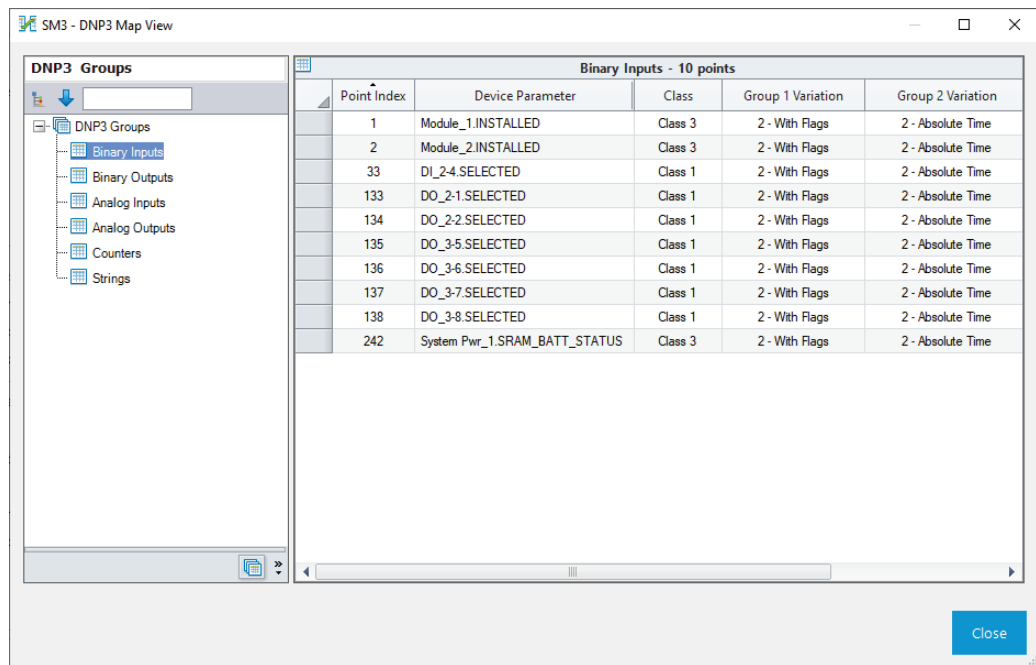 SM3 - DNP3 Map View
DNP3 Groups
DNP3 Groups
Binary Inputs
Binary Outputs
Analog Inputs
Analog Outputs
Counters
Strings
Binary Inputs - 10 points
Point Index Device Parameter Class Group 1 Variation Group 2 Variation
1 Module_1.INSTALLED Class 3 2 - With Flags 2 - Absolute Time
2 Module_2.INSTALLED Class 3 2 - With Flags 2 - Absolute Time
33 DI_2-4.SELECTED Class 1 2 - With Flags 2 - Absolute Time
133 DO_2-1.SELECTED Class 1 2 - With Flags 2 - Absolute Time
134 DO_2-2.SELECTED Class 1 2 - With Flags 2 - Absolute Time
135 DO_3-5.SELECTED Class 1 2 - With Flags 2 - Absolute Time
136 DO_3-6.SELECTED Class 1 2 - With Flags 2 - Absolute Time
137 DO_3-7.SELECTED Class 1 2 - With Flags 2 - Absolute Time
138 DO_3-8.SELECTED Class 1 2 - With Flags 2 - Absolute Time
242 System Pwr_1.SRAM_BATT_STATUS Class 3 2 - With Flags 2 - Absolute Time
Close